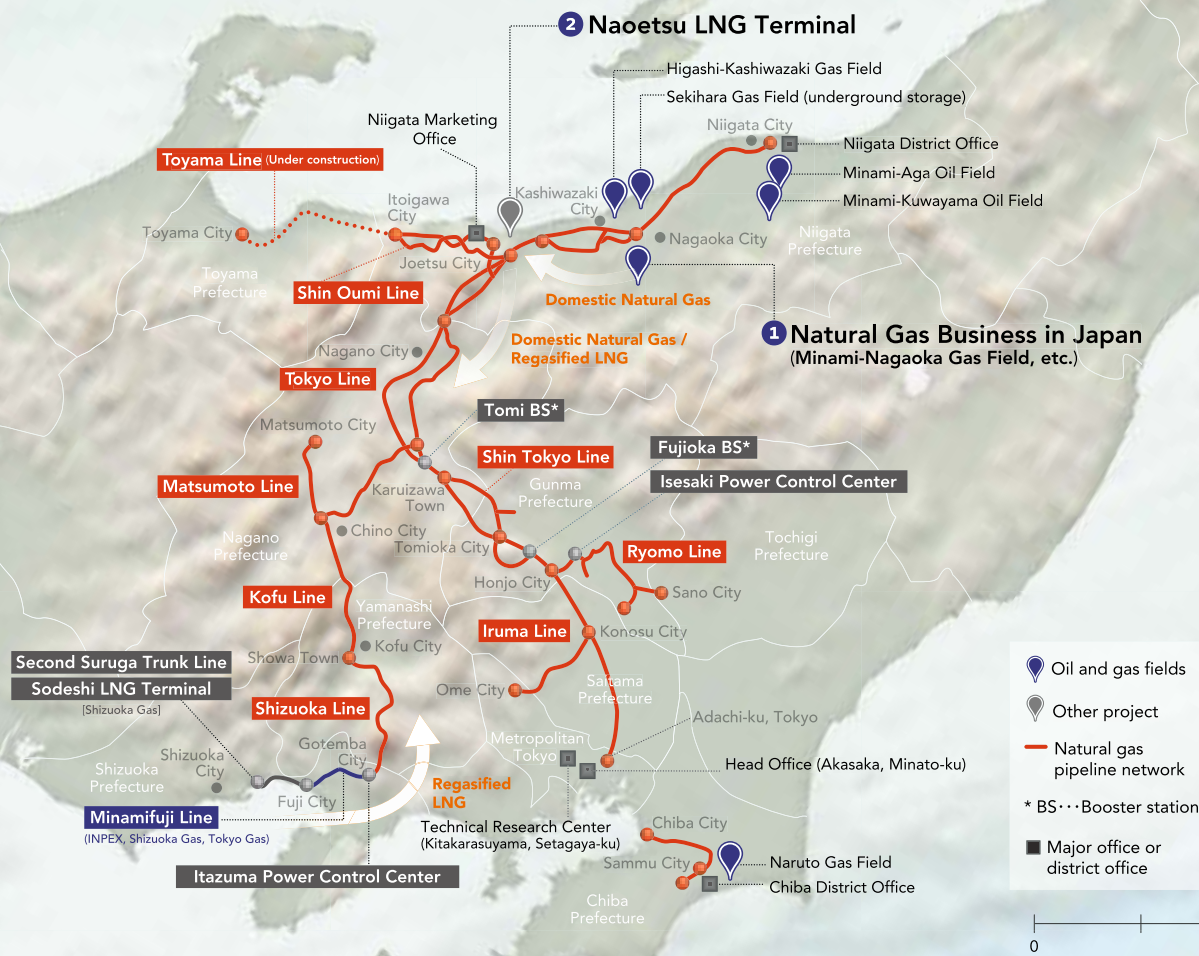 2 Naoetsu LNG Terminal
Higashi-Kashiwazaki Gas Field
Sekihara Gas Field (underground storage)
Niigata Marketing
Office
Niigata City
Niigata District Office
Toyama Line (Under construction)
Minami-Aga Oil Field
Itoigawa
City
Kashiwazaki
City
Minami-Kuwayama Oil Field
Toyama City
Nagaoka City
Niigata
Prefecture
Joetsu City
Toyama
Prefecture
Shin Oumi Line
Domestic Natural Gas
1 Natural Gas Business in Japan
(Minami-Nagaoka Gas Field, etc.)
Domestic Natural Gas /
Regasified LNG
Nagano City
Tokyo Line
Tomi BS*
Matsumoto City
Fujioka BS*
Shin Tokyo Line
Isesaki Power Control Center
Matsumoto Line
Karuizawa
Town
Gunma
Prefecture
Chino City
Nagano
Prefecture
Tomioka City
Tochigi
Prefecture
Ryomo Line
Honjo City
Sano City
Kofu Line
Yamanashi
Prefecture
Iruma Line
Konosu City
Kofu City
Showa Town
Second Suruga Trunk Line
Sodeshi LNG Terminal
[Shizuoka Gas]
Ome City
Saitama
Prefecture
Shizuoka Line
Adachi-ku, Tokyo
Gotemba
City
Metropolitan
Tokyo
Shizuoka
City
Shizuoka
Prefecture
Head Office (Akasaka, Minato-ku)
Fuji City
Regasified
LNG
Minamifuji Line
(INPEX, Shizuoka Gas, Tokyo Gas)
Technical Research Center
(Kitakarasuyama, Setagaya-ku)
Chiba City
Sammu City
Naruto Gas Field
Itazuma Power Control Center
Chiba District Office
Chiba
Prefecture
Oil and gas fields
Other project
Natural gas
pipeline network
* BS･･･Booster station
Major office or
district office
0